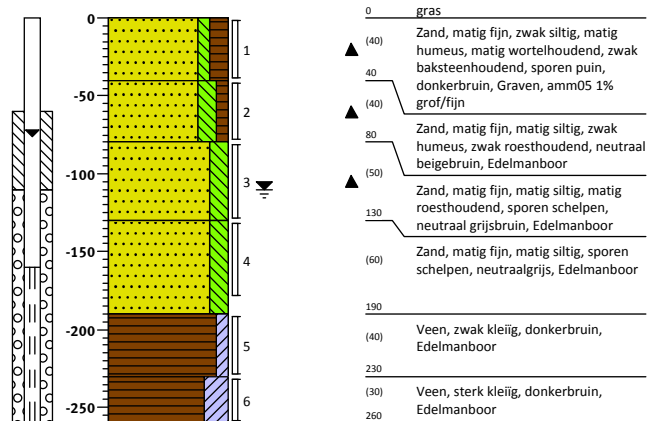 0
-50
-100
-150
-200
-250
1
2
3
4
5
6
0 gras
(40) Zand, matig fijn, zwak siltig, matig
humeus, matig wortelhoudend, zwak
baksteenhoudend, sporen puin,
donkerbruin, Graven, amm05 1%
grof/fijn
40
(40) Zand, matig fijn, matig siltig, zwak
humeus, zwak roesthoudend, neutraal
beigebruin, Edelmanboor
80
(50) Zand, matig fijn, matig siltig, matig
roesthoudend, sporen schelpen,
neutraal grijsbruin, Edelmanboor
130
(60) Zand, matig fijn, matig siltig, sporen
schelpen, neutraalgrijs, Edelmanboor
190
(40) Veen, zwak kleiïg, donkerbruin,
Edelmanboor
230
(30) Veen, sterk kleiïg, donkerbruin,
Edelmanboor
260